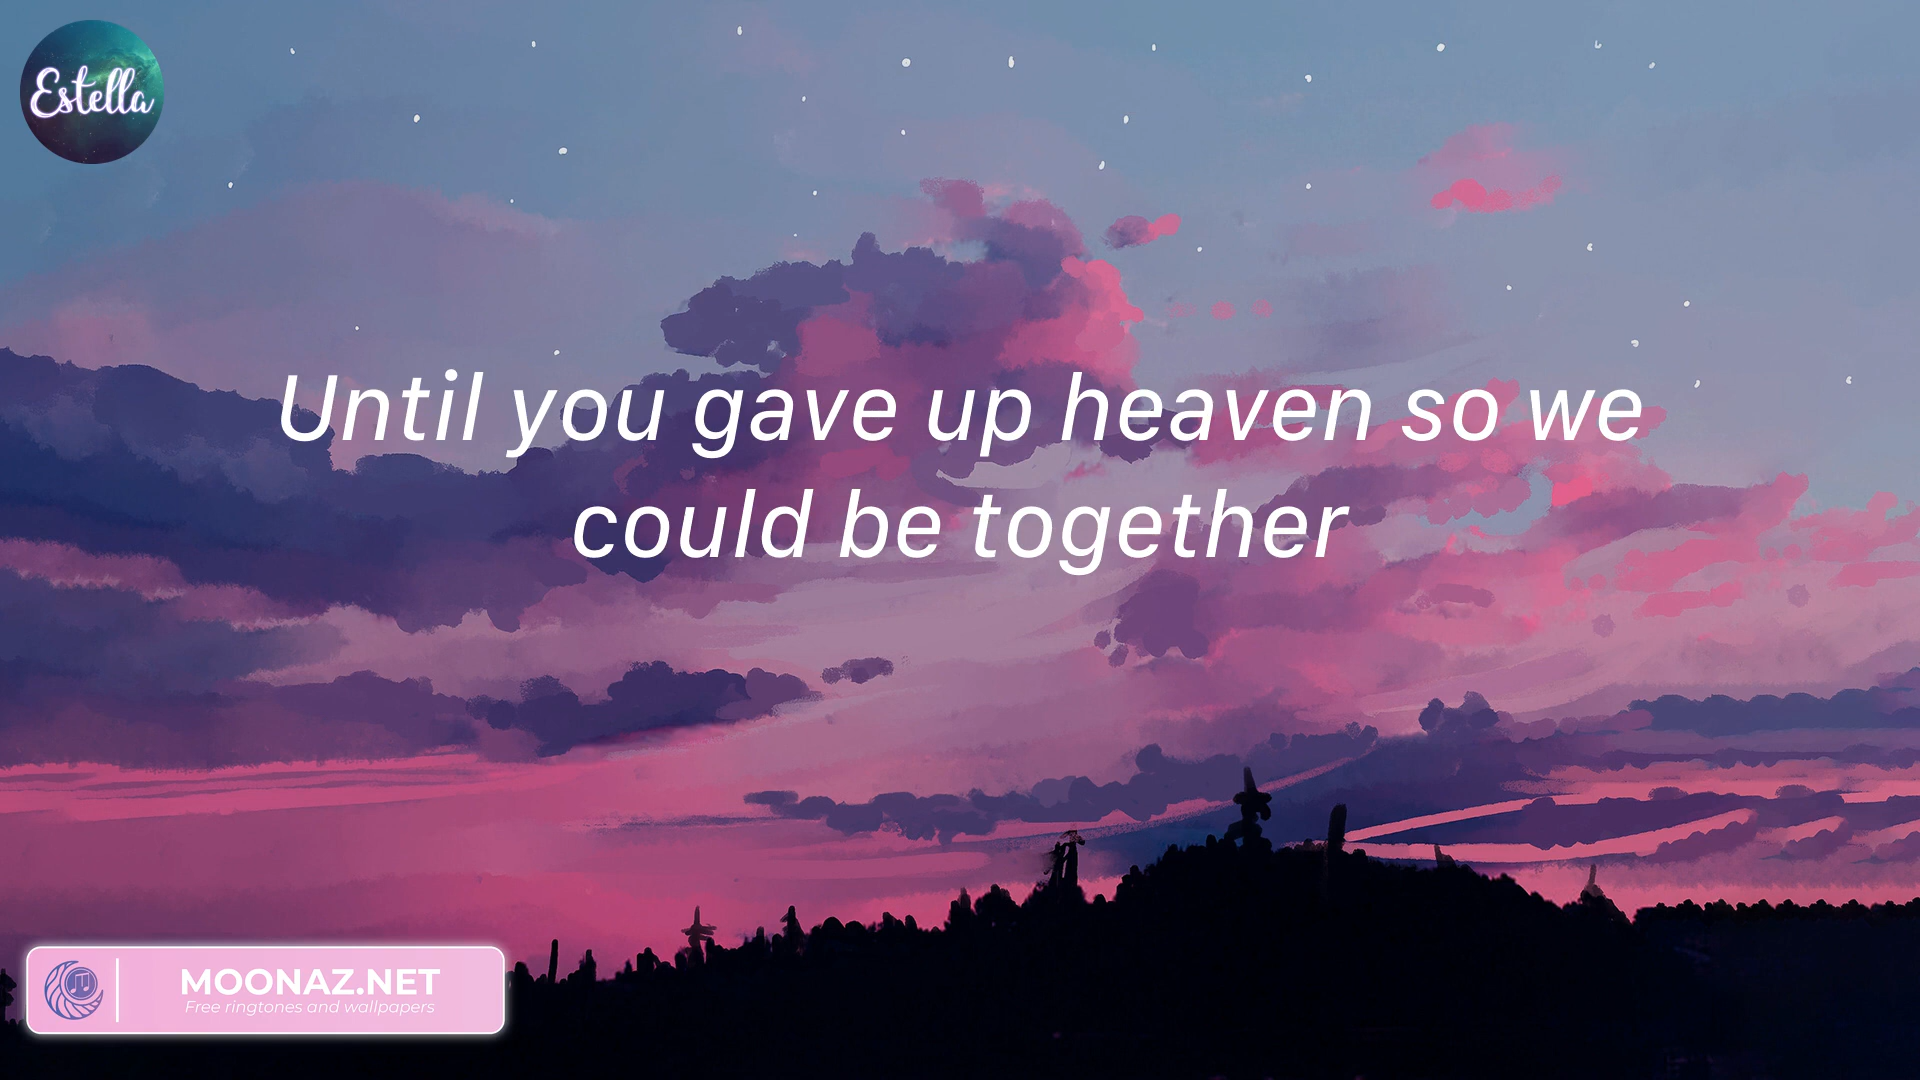 Estella
Until you gave up heaven so we
could be together
MOONAZ.NET
Free ringtones and wallpapers